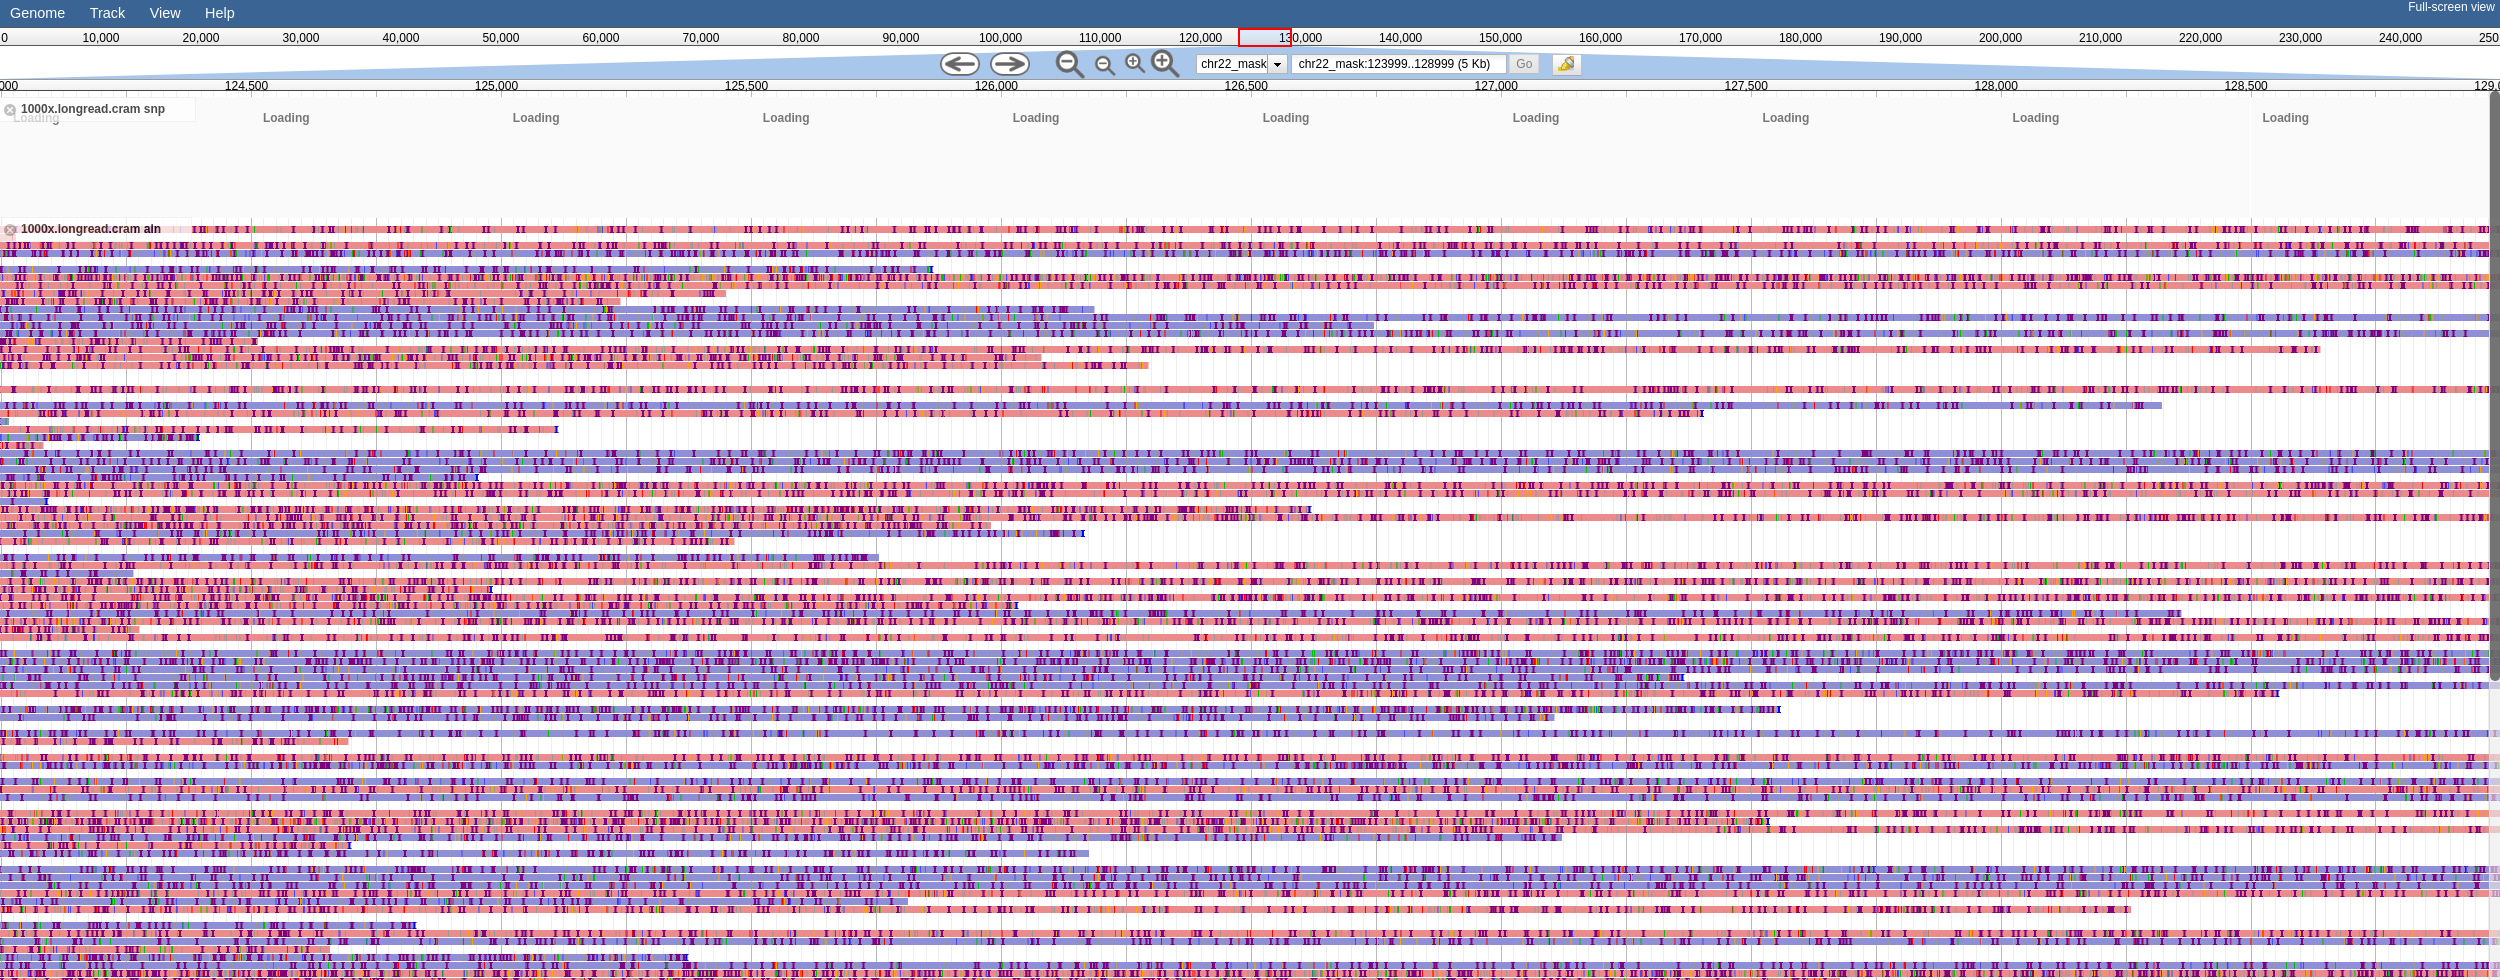 Genome Track View Help Full-screen view
0 10,000 20,000 30,000 40,000 50,000 60,000 70,000 80,000 90,000 100,000 110,000 120,000 130,000 140,000 150,000 160,000 170,000 180,000 190,000 200,000 210,000 220,000 230,000 240,000 250
chr22_mask chr22_mask:123999..128999 (5 Kb) Go
000 124,500 125,000 125,500 126,000 126,500 127,000 127,500 128,000 128,500 129,0
1000x.longread.cram snp
Loading Loading Loading Loading Loading Loading Loading Loading Loading Loading
1000x.longread.cram aln